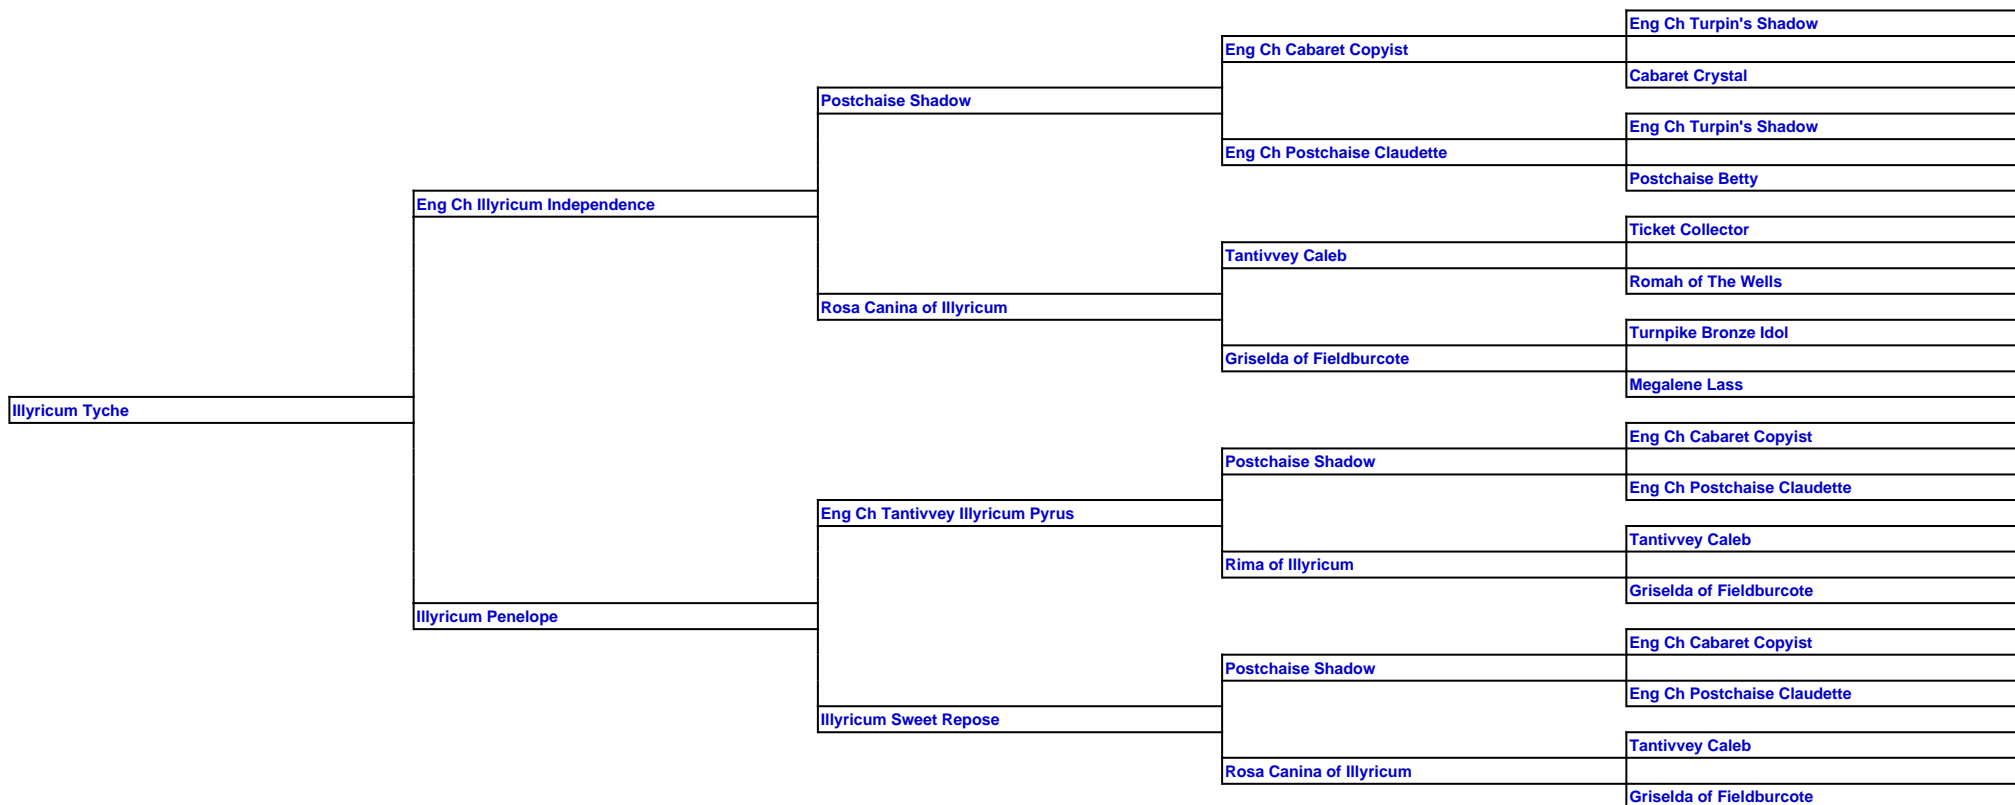 Eng Ch Turpin's Shadow
Eng Ch Cabaret Copyist
Cabaret Crystal
Postchaise Shadow
Eng Ch Turpin's Shadow
Eng Ch Postchaise Claudette
Postchaise Betty
Eng Ch Illyricum Independence
Ticket Collector
Tantivvey Caleb
Romah of The Wells
Rosa Canina of Illyricum
Turnpike Bronze Idol
Griselda of Fieldburcote
Megalene Lass
Illyricum Tyche
Eng Ch Cabaret Copyist
Postchaise Shadow
Eng Ch Postchaise Claudette
Eng Ch Tantivvey Illyricum Pyrus
Tantivvey Caleb
Rima of Illyricum
Griselda of Fieldburcote
Illyricum Penelope
Eng Ch Cabaret Copyist
Postchaise Shadow
Eng Ch Postchaise Claudette
Illyricum Sweet Repose
Tantivvey Caleb
Rosa Canina of Illyricum
Griselda of Fieldburcote